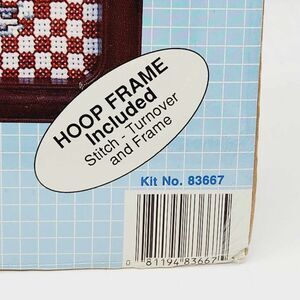 HOOP FRAME
Included
Stitch - Turnover
and Frame
Kit No. 83667
0 81194 83667